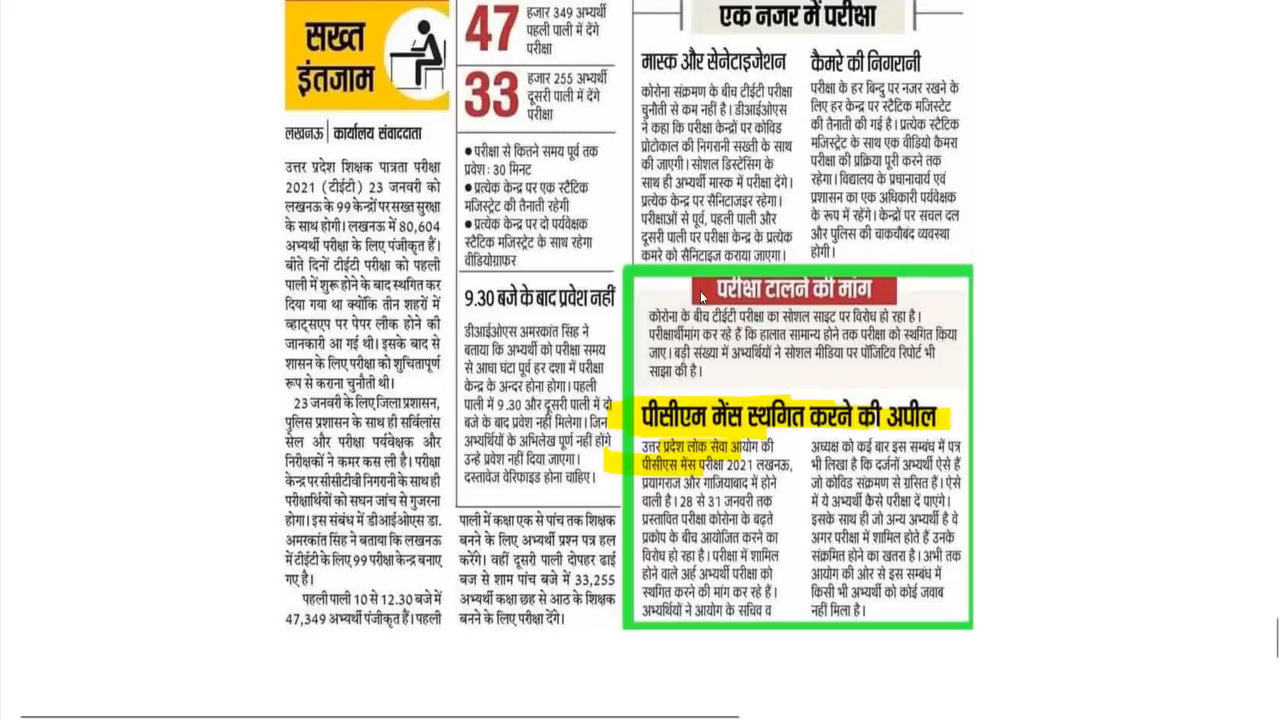 सख्त
इंतजाम
लखनऊ | कार्यालय संवाददाता
उत्तर प्रदेश शिक्षक पात्रता परीक्षा
2021 (टीईटी) 23 जनवरी को
लखनऊ के 99 केन्द्रों पर सख्त सुरक्षा
के साथ होगी। लखनऊ में 80,604
अभ्यर्थी परीक्षा के लिए पंजीकृत हैं।
बीते दिनों टीईटी परीक्षा को पहली
पाली में शुरू होने के बाद स्थगित कर
दिया गया था क्योंकि तीन शहरों में
व्हाट्सएप पर पेपर लीक होने की
जानकारी आ गई थी। इसके बाद से
शासन के लिए परीक्षा को शुचितापूर्ण
रूप से कराना चुनौती थी।
23 जनवरी के लिए जिला प्रशासन,
पुलिस प्रशासन के साथ ही सर्विलांस
सेल और परीक्षा पर्यवेक्षक और
निरीक्षकों ने कमर कस ली है। परीक्षा
केन्द्र पर सीसीटीवी निगरानी के साथ ही
परीक्षार्थियों को सघन जांच से गुजरना
होगा। इस संबंध में डीआईओएस डा.
अमरकांत सिंह ने बताया कि लखनऊ
में टीईटी के लिए 99 परीक्षा केन्द्र बनाए
गए है।
पहली पाली 10 से 12.30 बजे में
47,349 अभ्यर्थी पंजीकृत हैं। पहली
47 हजार 349 अभ्यर्थी
पहली पाली में देंगे
परीक्षा
33 हजार 255 अभ्यर्थी
दूसरी पाली में देंगे
परीक्षा
● परीक्षा से कितने समय पूर्व तक
प्रवेश: 30 मिनट
● प्रत्येक केन्द्र पर एक स्टैटिक
मजिस्ट्रेट की तैनाती रहेगी
● प्रत्येक केन्द्र पर दो पर्यवेक्षक
स्टैटिक मजिस्ट्रेट के साथ रहेगा
वीडियोग्राफर
9.30 बजे के बाद प्रवेश नहीं
डीआईओएस अमरकांत सिंह ने
बताया कि अभ्यर्थी को परीक्षा समय
से आधा घंटा पूर्व हर दशा में परीक्षा
केन्द्र के अन्दर होना होगा। पहली
पाली में 9.30 और दूसरी पाली में दो
बजे के बाद प्रवेश नहीं मिलेगा। जिन
अभ्यर्थियों के अभिलेख पूर्ण नहीं होंगे
उन्हे प्रवेश नहीं दिया जाएगा।
दस्तावेज वेरिफाइड होना चाहिए।
पाली में कक्षा एक से पांच तक शिक्षक
बनने के लिए अभ्यर्थी प्रश्न पत्र हल
करेंगे। वहीं दूसरी पाली दोपहर ढाई
बज से शाम पांच बजे में 33,255
अभ्यर्थी कक्षा छह से आठ के शिक्षक
बनने के लिए परीक्षा देंगे।
एक नजर में परीक्षा
मास्क और सेनेटाइजेशन
कोरोना संक्रमण के बीच टीईटी परीक्षा
चुनौती से कम नहीं है। डीआईओएस
ने कहा कि परीक्षा केन्द्रों पर कोविड
प्रोटोकाल की निगरानी सख्ती के साथ
की जाएगी। सोशल डिस्टेंसिंग के
साथ ही अभ्यर्थी मास्क में परीक्षा देंगे।
प्रत्येक केन्द्र पर सैनिटाजइर रहेगा।
परीक्षाओं से पूर्व, पहली पाली और
दूसरी पाली पर परीक्षा केन्द्र के प्रत्येक
कमरे को सैनिटाइज कराया जाएगा।
कैमरे की निगरानी
परीक्षा के हर बिन्दु पर नजर रखने के
लिए हर केन्द्र पर स्टैटिक मजिस्टेट
की तैनाती की गई है। प्रत्येक स्टैटिक
मजिस्ट्रेट के साथ एक वीडियो कैमरा
परीक्षा की प्रक्रिया पूरी करने तक
रहेगा। विद्यालय के प्रधानाचार्य एवं
प्रशासन का एक अधिकारी पर्यवेक्षक
के रूप में रहेंगे। केन्द्रों पर सचल दल
और पुलिस की चाकचौबंद व्यवस्था
होगी।
परीक्षा टालने की मांग
कोरोना के बीच टीईटी परीक्षा का सोशल साइट पर विरोध हो रहा है।
परीक्षार्थीमांग कर रहे हैं कि हालात सामान्य होने तक परीक्षा को स्थगित किया
जाए। बड़ी संख्या में अभ्यर्थियों ने सोशल मीडिया पर पॉजिटिव रिपोर्ट भी
साझा की है।
पीसीएम मेंस स्थगित करने की अपील
उत्तर प्रदेश लोक सेवा आयोग की
पीसीएस मेंस परीक्षा 2021 लखनऊ,
प्रयागराज और गाजियाबाद में होने
वाली है। 28 से 31 जनवरी तक
प्रस्तावित परीक्षा कोरोना के बढ़ते
प्रकोप के बीच आयोजित करने का
विरोध हो रहा है। परीक्षा में शामिल
होने वाले अर्ह अभ्यर्थी परीक्षा को
स्थगित करने की मांग कर रहे हैं।
अभ्यर्थियों ने आयोग के सचिव व
अध्यक्ष को कई बार इस सम्बंध में पत्र
भी लिखा है कि दर्जनों अभ्यर्थी ऐसे हैं
जो कोविड संक्रमण से ग्रसित हैं। ऐसे
में ये अभ्यर्थी कैसे परीक्षा दें पाएंगे।
इसके साथ ही जो अन्य अभ्यर्थी है वे
अगर परीक्षा में शामिल होते हैं उनके
संक्रमित होने का खतरा है। अभी तक
आयोग की ओर से इस सम्बंध में
किसी भी अभ्यर्थी को कोई जवाब
नहीं मिला है।